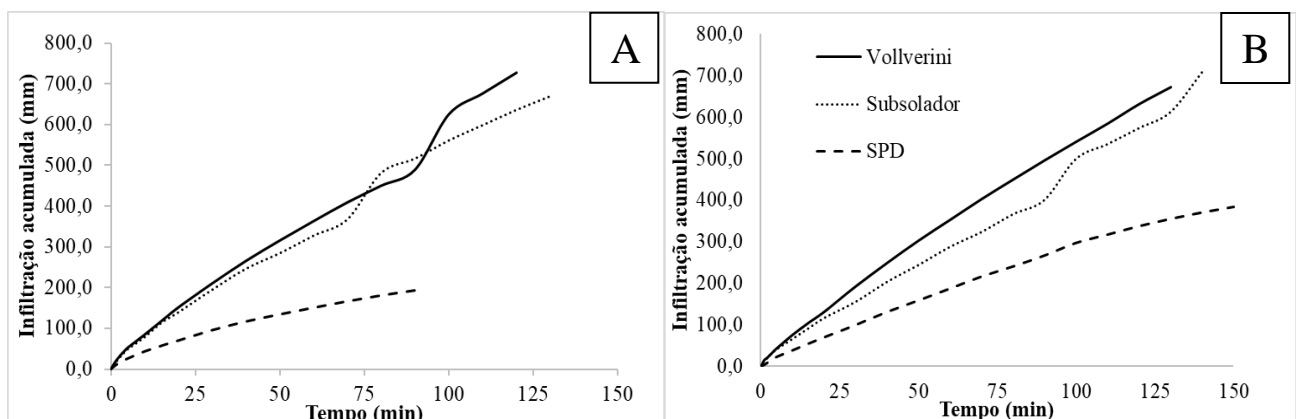 A
Infiltração acumulada (mm)
800,0
700,0
600,0
500,0
400,0
300,0
200,0
100,0
0,0
0 25 50 75 100 125 150
Tempo (min)
B
Infiltração acumulada (mm)
800,0
700,0
600,0
500,0
400,0
300,0
200,0
100,0
0,0
Vollverini
Subsolador
SPD
0 25 50 75 100 125 150
Tempo (min)